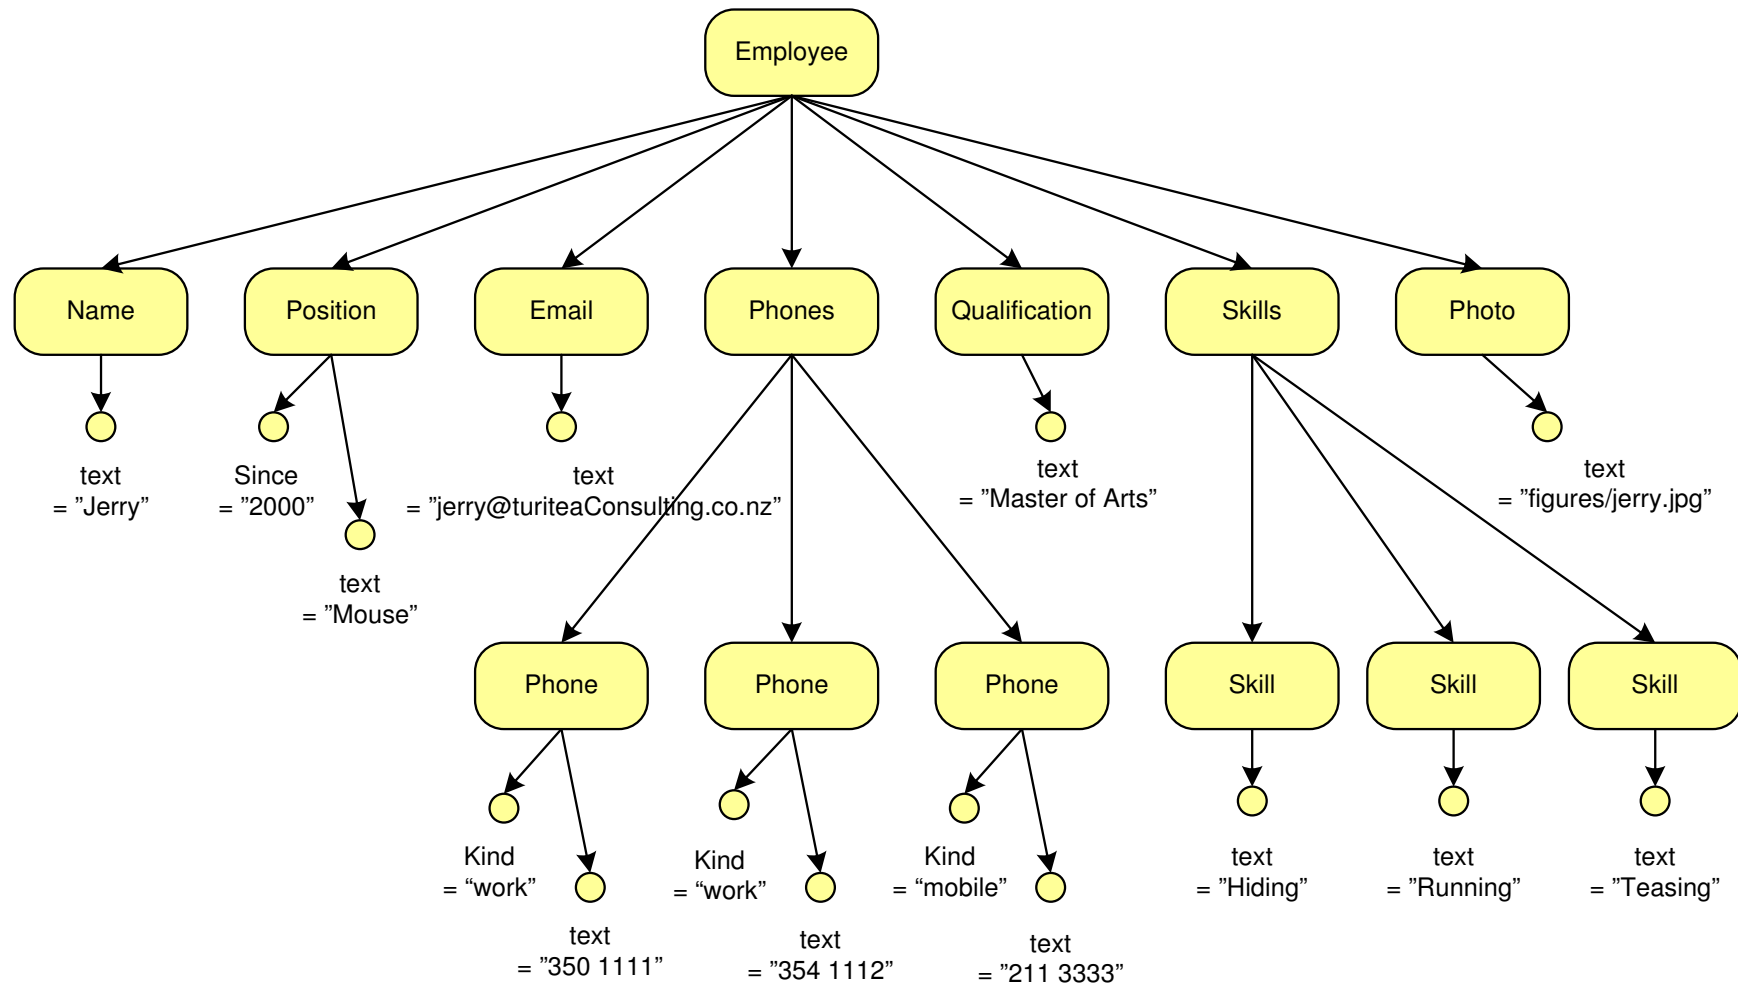 Employee
Name
Position
Email
Phones
Qualification
Skills
Photo
text
= ”Jerry”
Since
= ”2000”
text
= ”jerry@turiteaConsulting.co.nz”
text
= ”Master of Arts”
text
= ”figures/jerry.jpg”
text
= ”Mouse”
Phone
Phone
Phone
Skill
Skill
Skill
Kind
= “work”
Kind
= “work”
Kind
= “mobile”
text
= ”Hiding”
text
= ”Running”
text
= ”Teasing”
text
= ”350 1111”
text
= ”354 1112”
text
= ”211 3333”